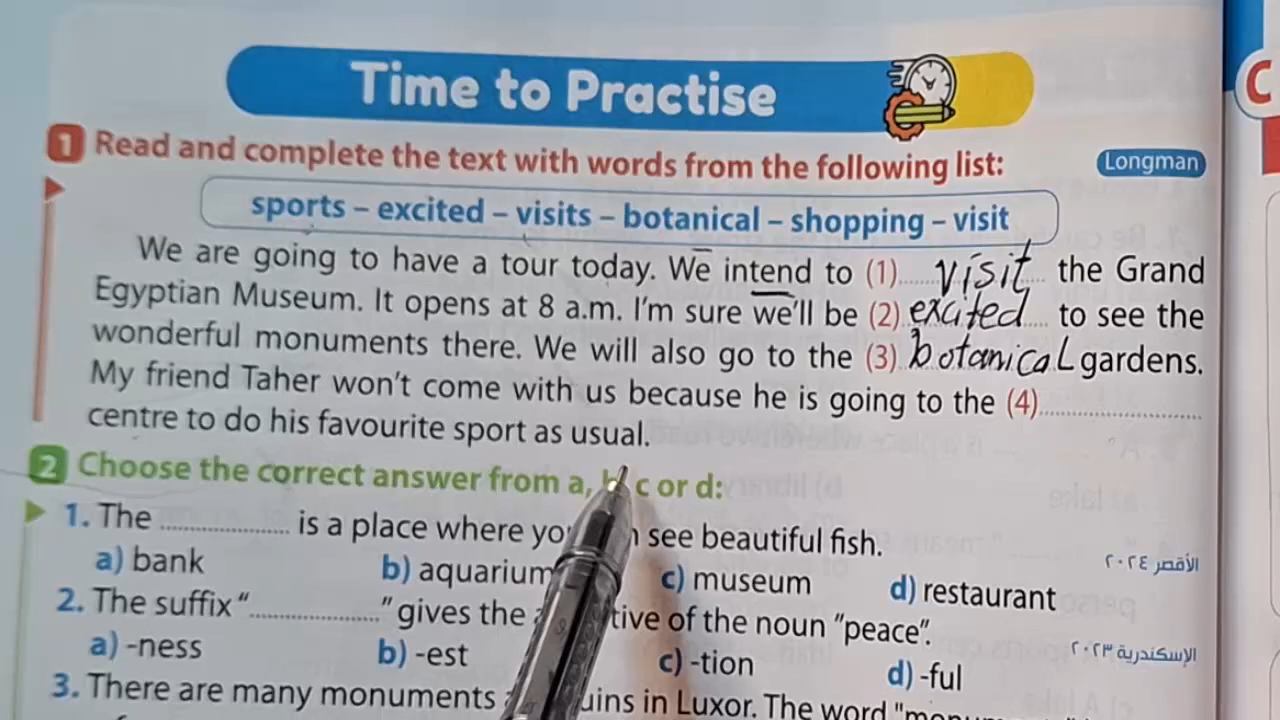 Time to Practise
1 Read and complete the text with words from the following list:
Longman
sports – excited – visits – botanical – shopping – visit
We are going to have a tour today. We intend to (1) visit the Grand
Egyptian Museum. It opens at 8 a.m. I'm sure we'll be (2) excited to see the
wonderful monuments there. We will also go to the (3) botanical gardens.
My friend Taher won't come with us because he is going to the (4)....................
centre to do his favourite sport as usual.
2 Choose the correct answer from a, b, c or d:
1. The .................... is a place where you see beautiful fish.
الأقصر ٢٠٢٤
a) bank b) aquarium c) museum d) restaurant
2. The suffix "...................." gives the of the noun "peace".
الإسكندرية ٢٠٢٣
a) -ness b) -est c) -tion d) -ful
3. There are many monuments in Luxor. The word
C